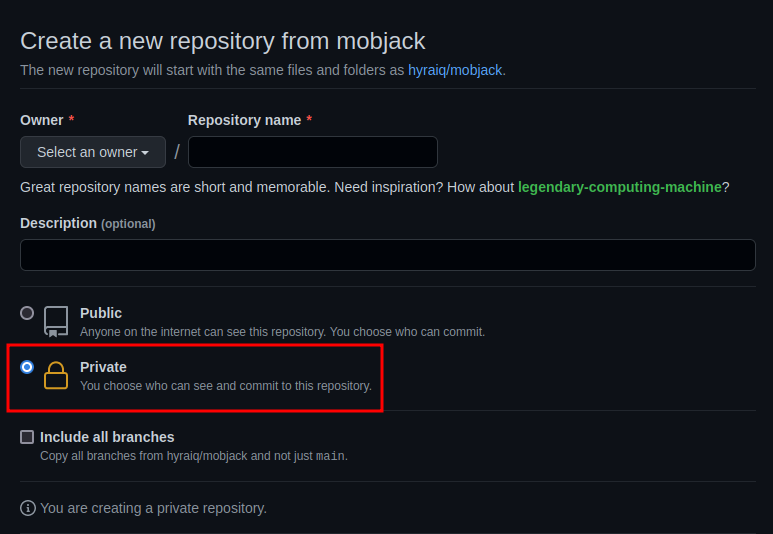 Create a new repository from mobjack
The new repository will start with the same files and folders as hyraiq/mobjack.
Owner *
Repository name *
Select an owner
/
Great repository names are short and memorable. Need inspiration? How about legendary-computing-machine?
Description (optional)
Public
Anyone on the internet can see this repository. You choose who can commit.
Private
You choose who can see and commit to this repository.
Include all branches
Copy all branches from hyraiq/mobjack and not just main.
You are creating a private repository.